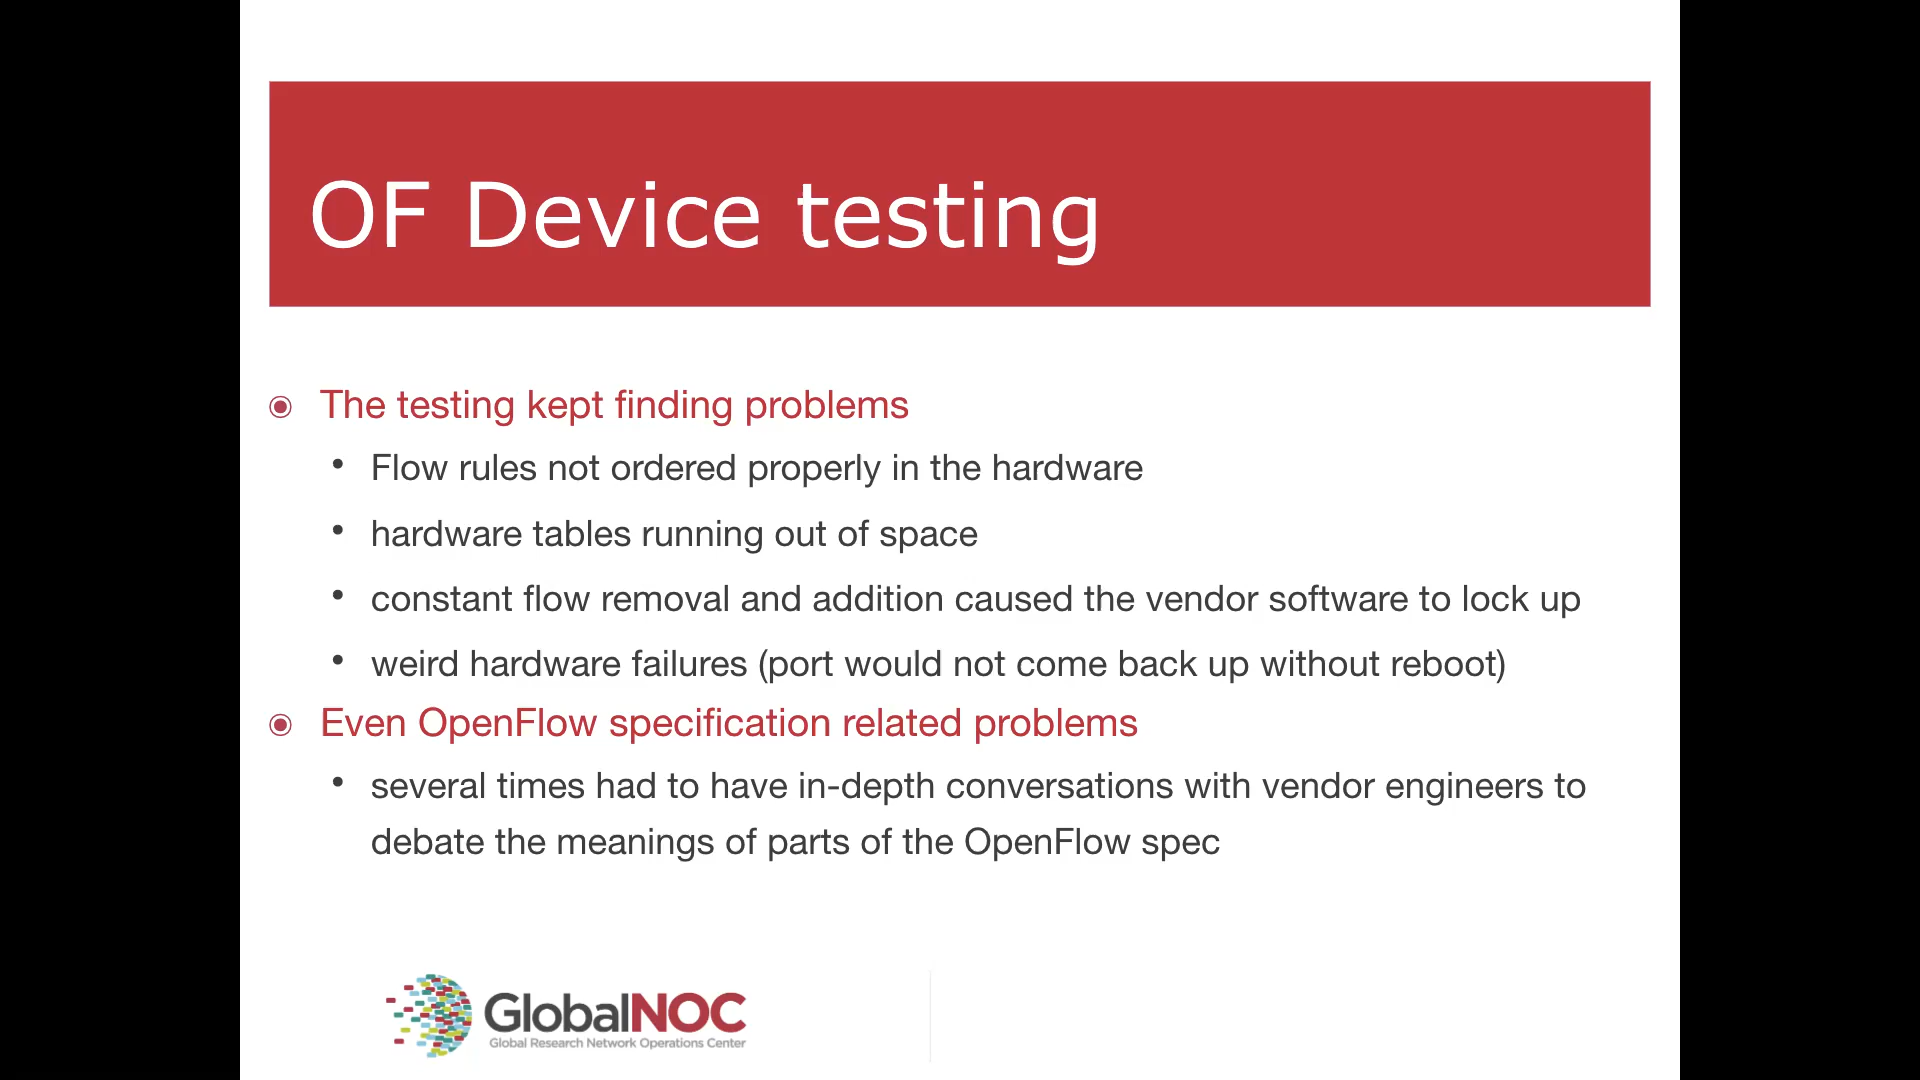 OF Device testing
The testing kept finding problems
Flow rules not ordered properly in the hardware
hardware tables running out of space
constant flow removal and addition caused the vendor software to lock up
weird hardware failures (port would not come back up without reboot)
Even OpenFlow specification related problems
several times had to have in-depth conversations with vendor engineers to
debate the meanings of parts of the OpenFlow spec
GlobalNOC
Global Research Network Operations Center